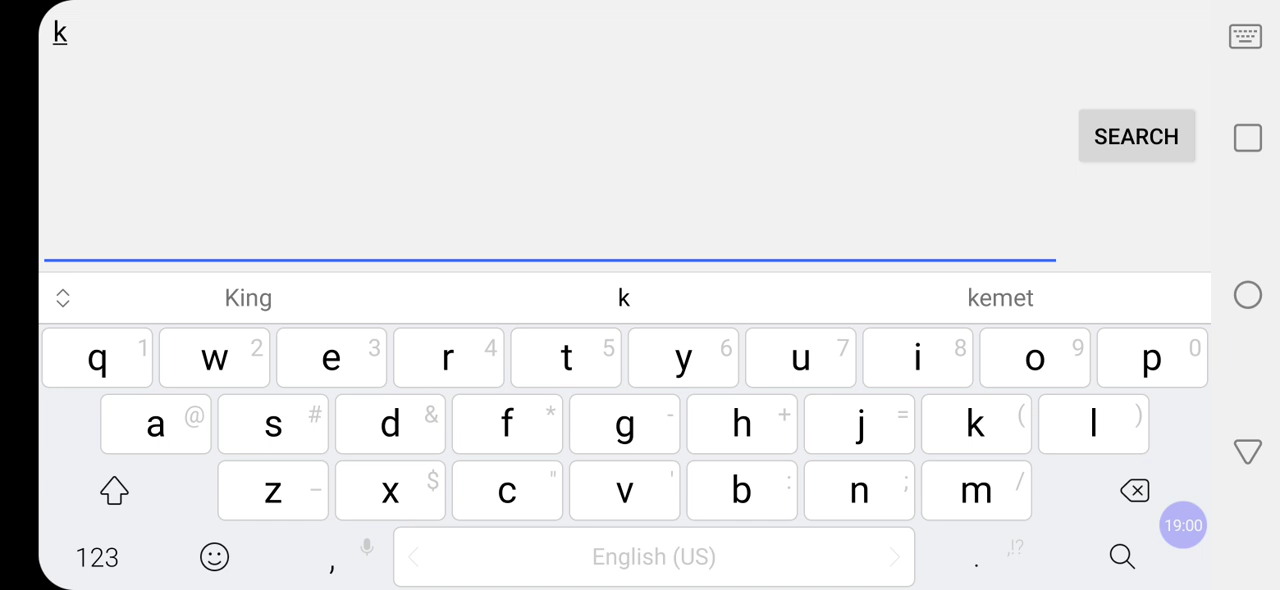 k
SEARCH
King k kemet
q 1 w 2 e 3 r 4 t 5 y 6 u 7 i 8 o 9 p 0
a @ s # d & f * g - h + j = k ( l )
z _ x $ c " v ' b : n ; m /
19:00
123 , English (US) . ,!?